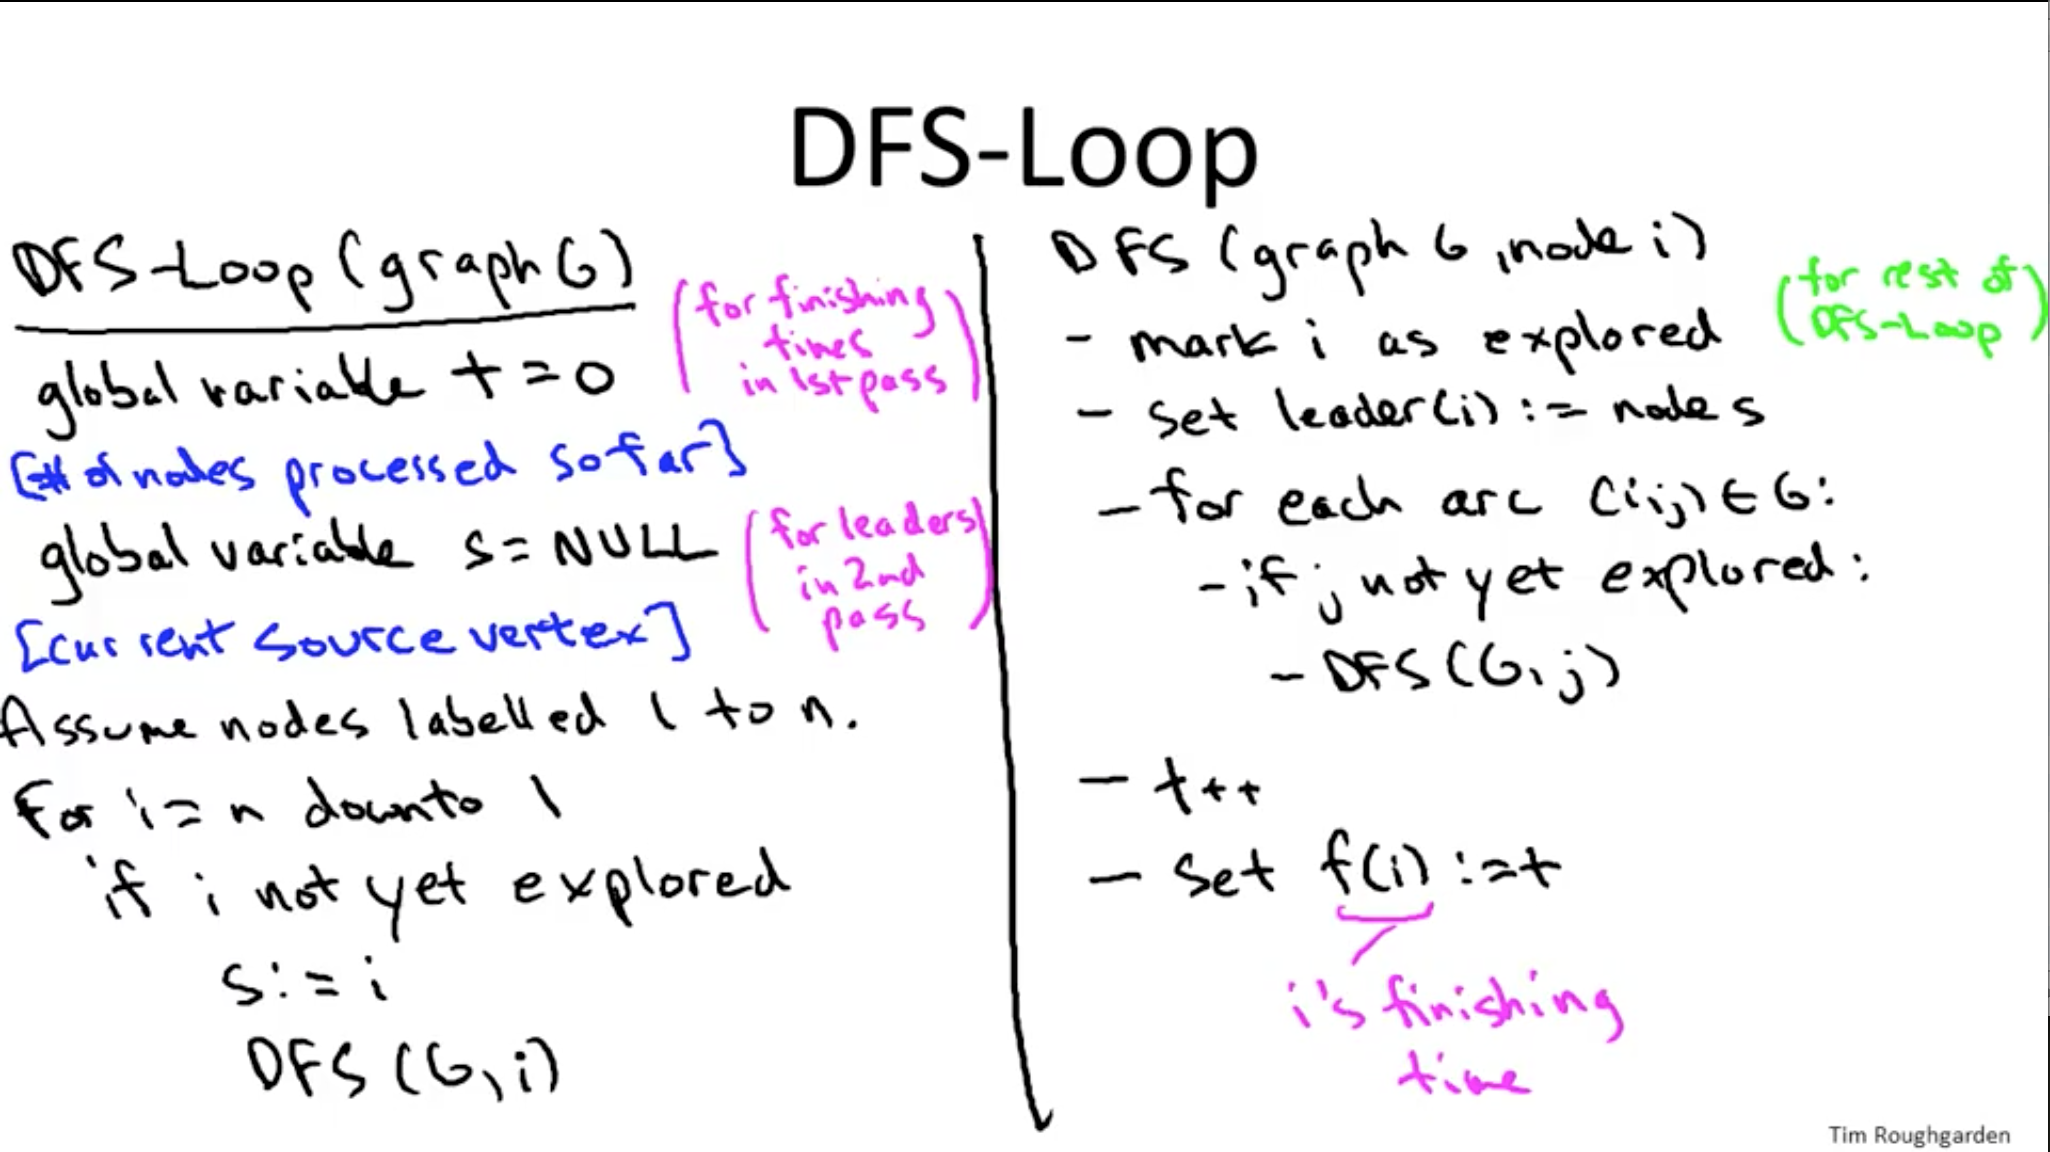 DFS-Loop
DFS-Loop (graph G)
(for finishing
times
in 1st pass)
global variable t = 0
[# of nodes processed so far]
global variable s = NULL
(for leaders
in 2nd
pass)
[current source vertex]
Assume nodes labelled 1 to n.
For i = n downto 1
if i not yet explored
s := i
DFS (G, i)
DFS (graph G, node i)
- mark i as explored
(for rest of
DFS-Loop)
- set leader(i) := node s
- for each arc (i,j) ∈ G:
- if j not yet explored:
- DFS (G, j)
- t++
- set f(i) := t
i's finishing
time
Tim Roughgarden